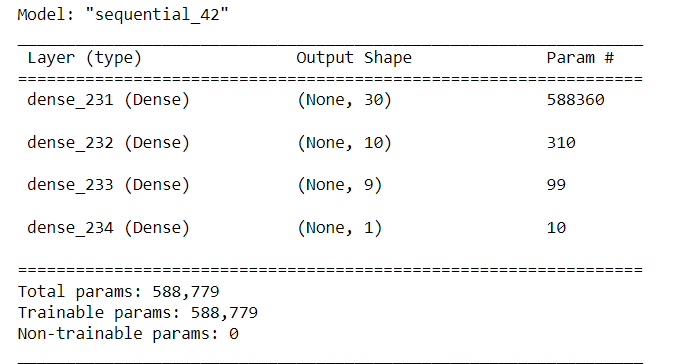 Model: "sequential_42"
_________________________________________________________________
Layer (type) Output Shape Param #
=================================================================
dense_231 (Dense) (None, 30) 588360
dense_232 (Dense) (None, 10) 310
dense_233 (Dense) (None, 9) 99
dense_234 (Dense) (None, 1) 10
=================================================================
Total params: 588,779
Trainable params: 588,779
Non-trainable params: 0
_________________________________________________________________